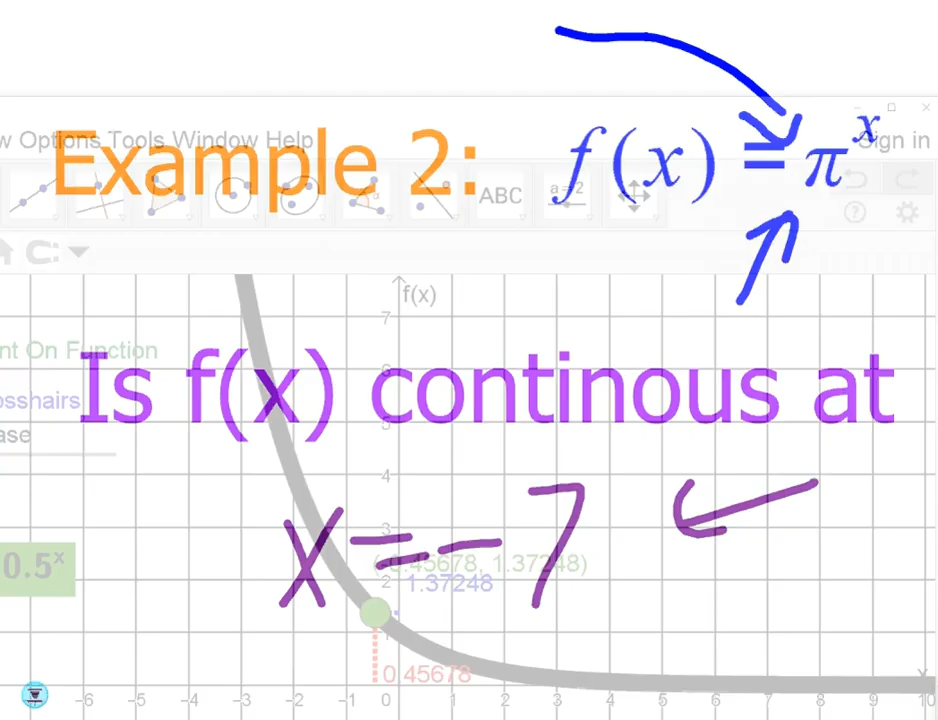 Example 2: f(x) = π^x
w Options Tools Window Help
Sign in
ABC
a=2
f(x)
7
nt On Function
Is f(x) continous at
osshairs
ase
5
4
x = -7
3
0.5^x
0.45678, 1.37248)
2
1.37248
1
0.45678
x
-6 -5 -4 -3 -2 -1 0 1 2 3 4 5 6 7 8 9 10